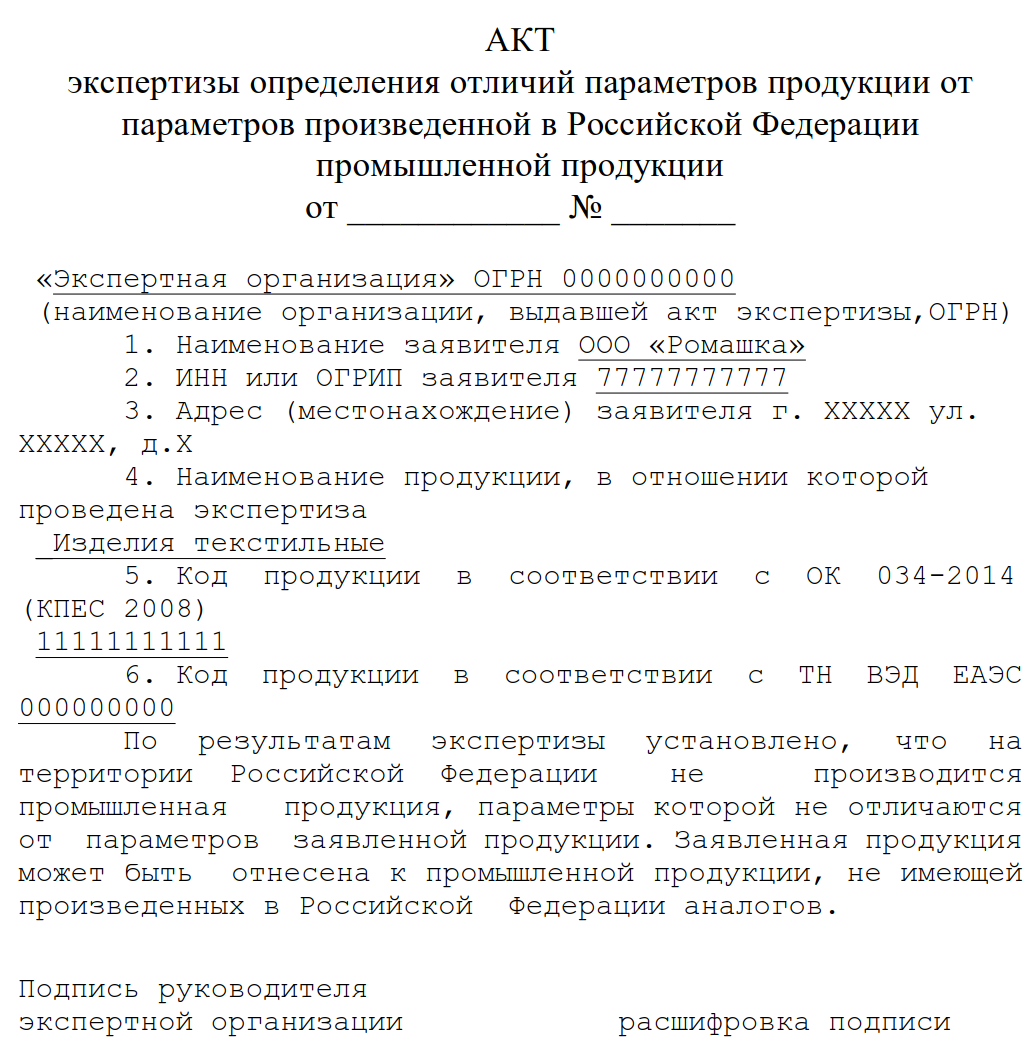 АКТ
экспертизы определения отличий параметров продукции от
параметров произведенной в Российской Федерации
промышленной продукции
от ____________ № _______
«Экспертная организация» ОГРН 0000000000
(наименование организации, выдавшей акт экспертизы,ОГРН)
1. Наименование заявителя ООО «Ромашка»
2. ИНН или ОГРИП заявителя 77777777777
3. Адрес (местонахождение) заявителя г. ХХХХХ ул.
ХХХХХ, д.Х
4. Наименование продукции, в отношении которой
проведена экспертиза
_Изделия текстильные
5. Код продукции в соответствии с ОК 034-2014
(КПЕС 2008)
11111111111
6. Код продукции в соответствии с ТН ВЭД ЕАЭС
000000000
По результатам экспертизы установлено, что на
территории Российской Федерации не производится
промышленная продукция, параметры которой не отличаются
от параметров заявленной продукции. Заявленная продукция
может быть отнесена к промышленной продукции, не имеющей
произведенных в Российской Федерации аналогов.
Подпись руководителя
экспертной организации расшифровка подписи